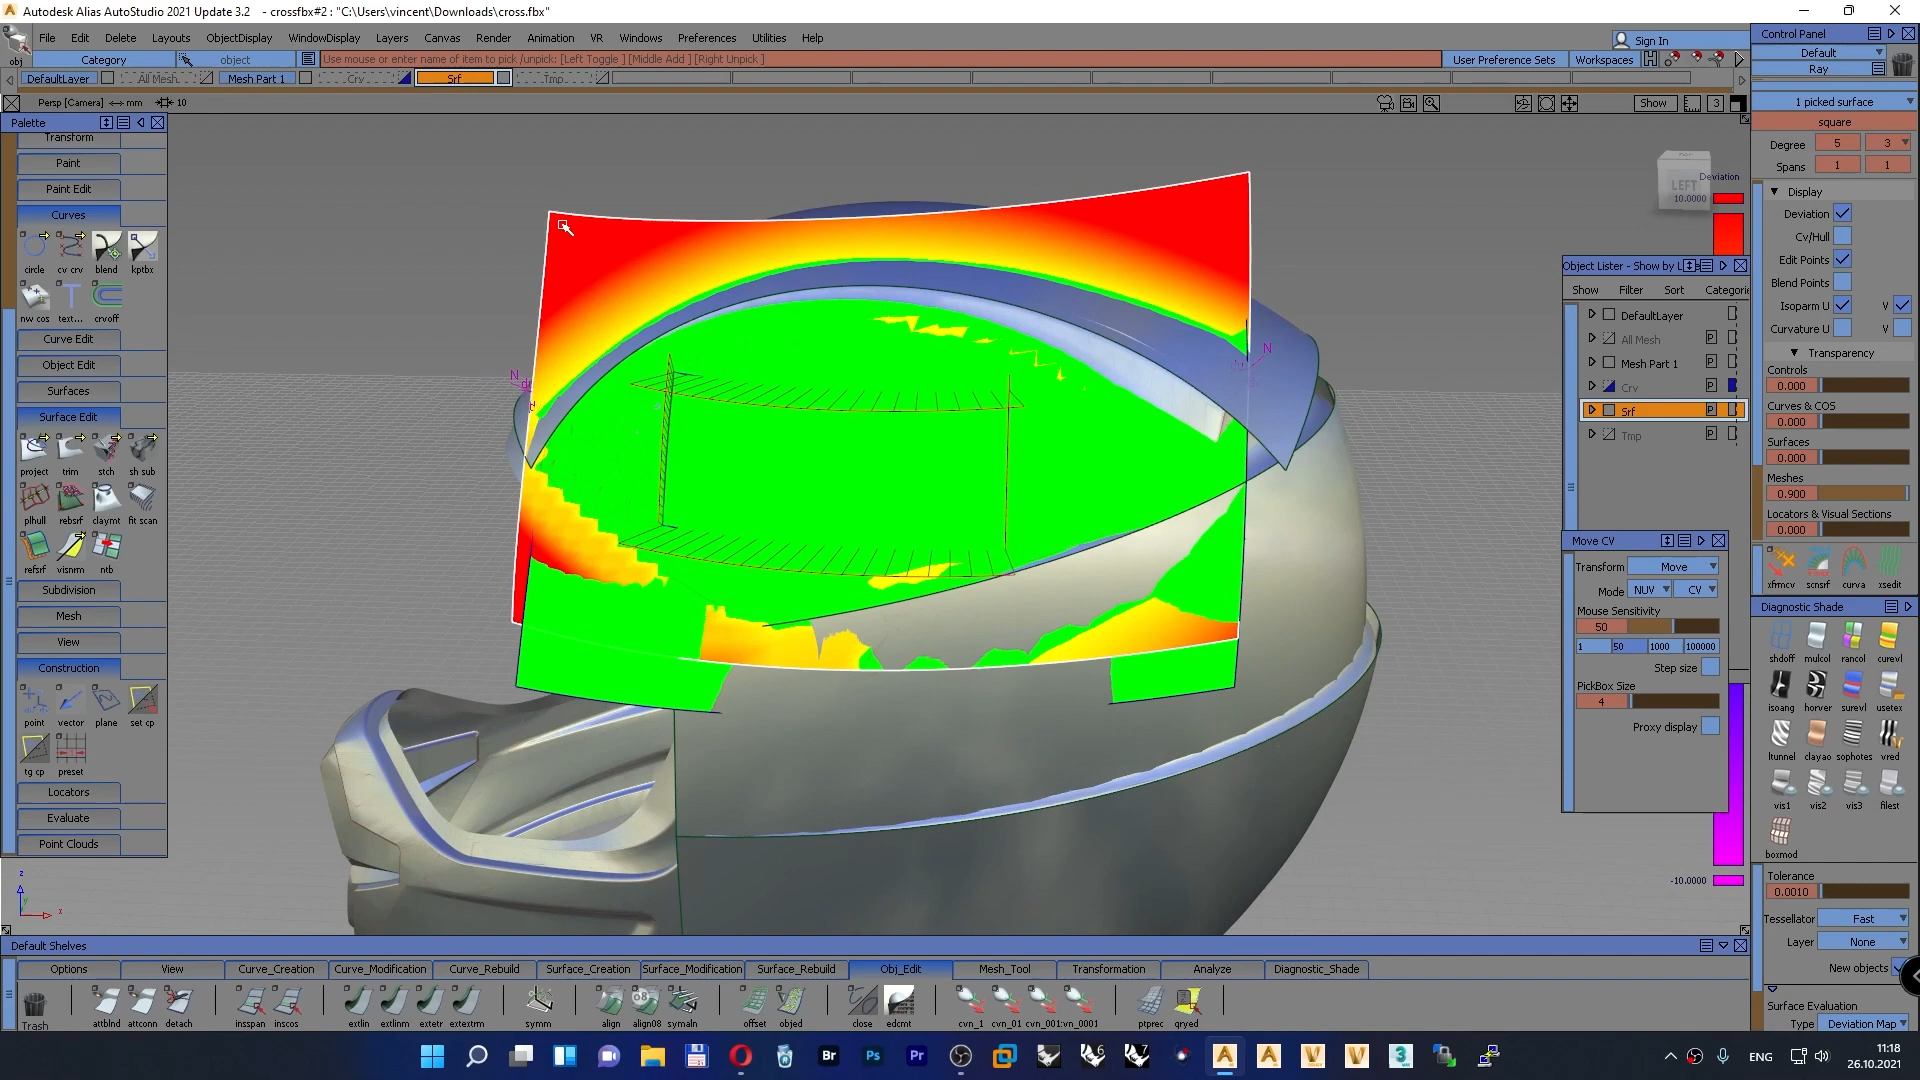 Autodesk Alias AutoStudio 2021 Update 3.2 - crossfbx#2 : "C:\Users\vincent\Downloads\cross.fbx"
File Edit Delete Layouts ObjectDisplay WindowDisplay Layers Canvas Render Animation VR Windows Preferences Utilities Help
Sign In
obj
Category object
Use mouse or enter name of item to pick /unpick: [Left Toggle ] [Middle Add ] [Right Unpick ]
User Preference Sets Workspaces
DefaultLayer All Mesh Mesh Part 1 Crv Srf Tmp
Persp [Camera] <-> mm 10
Show 3
Palette
Transform
Paint
Paint Edit
Curves
circle cv crv blend kptbx
nw cos text... crvoff
Curve Edit
Object Edit
Surfaces
Surface Edit
project trim stch sh sub
plhull rebsrf claymt fit scan
refsrf visnrm ntb
Subdivision
Mesh
View
Construction
point vector plane set cp
tg cp preset
Locators
Evaluate
Point Clouds
z
x
N
N
LEFT
Deviation
10.0000
-10.0000
Object Lister - Show by L
Show Filter Sort Categorie
DefaultLayer
All Mesh P
Mesh Part 1 P
Crv P
Srf P
Tmp P
Move CV
Transform Move
Mode NUV CV
Mouse Sensitivity
50
1 50 1000 100000
Step size
PickBox Size
4
Proxy display
Control Panel
Default
Ray
1 picked surface
square
Degree 5 3
Spans 1 1
Display
Deviation
Cv/Hull
Edit Points
Blend Points
Isoparm U V
Curvature U V
Transparency
Controls
0.000
Curves & COS
0.000
Surfaces
0.000
Meshes
0.900
Locators & Visual Sections
0.000
xfrmcv scnsrf curva xsedit
Diagnostic Shade
shdoff mulcol rancol curevl
isoang horver surevl usetex
ltunnel clayao sophotes vred
vis1 vis2 vis3 filest
boxmod
Tolerance
0.0010
Tessellator Fast
Layer None
New objects
Surface Evaluation
Type Deviation Map
Default Shelves
Options View Curve_Creation Curve_Modification Curve_Rebuild Surface_Creation Surface_Modification Surface_Rebuild Obj_Edit Mesh_Tool Transformation Analyze Diagnostic_Shade
Trash attblnd attconn detach insspan inscos extlin extlinm extetr extextrm symm align align08 symaln offset objed close edcmt cvn_1 cvn_01 cvn_001 vn_0001 ptprec qryed
Br Ps Pr 6 7 3
ENG
11:18
26.10.2021